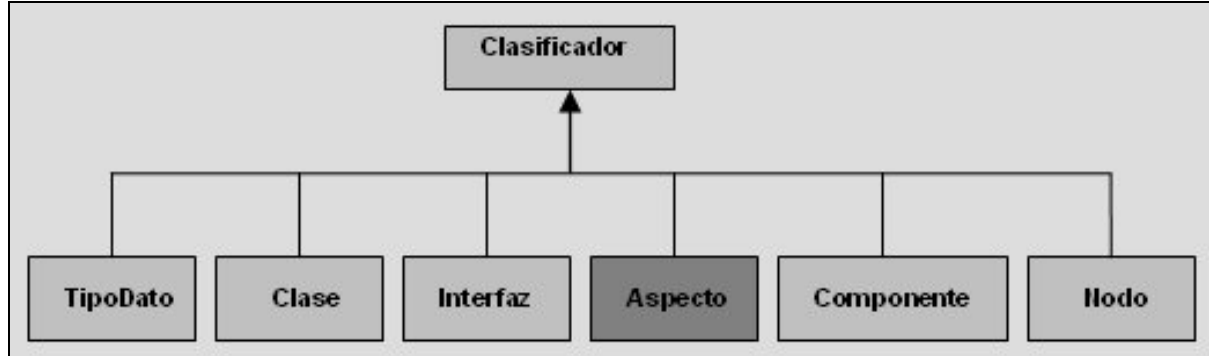 Clasificador
TipoDato
Clase
Interfaz
Aspecto
Componente
Nodo